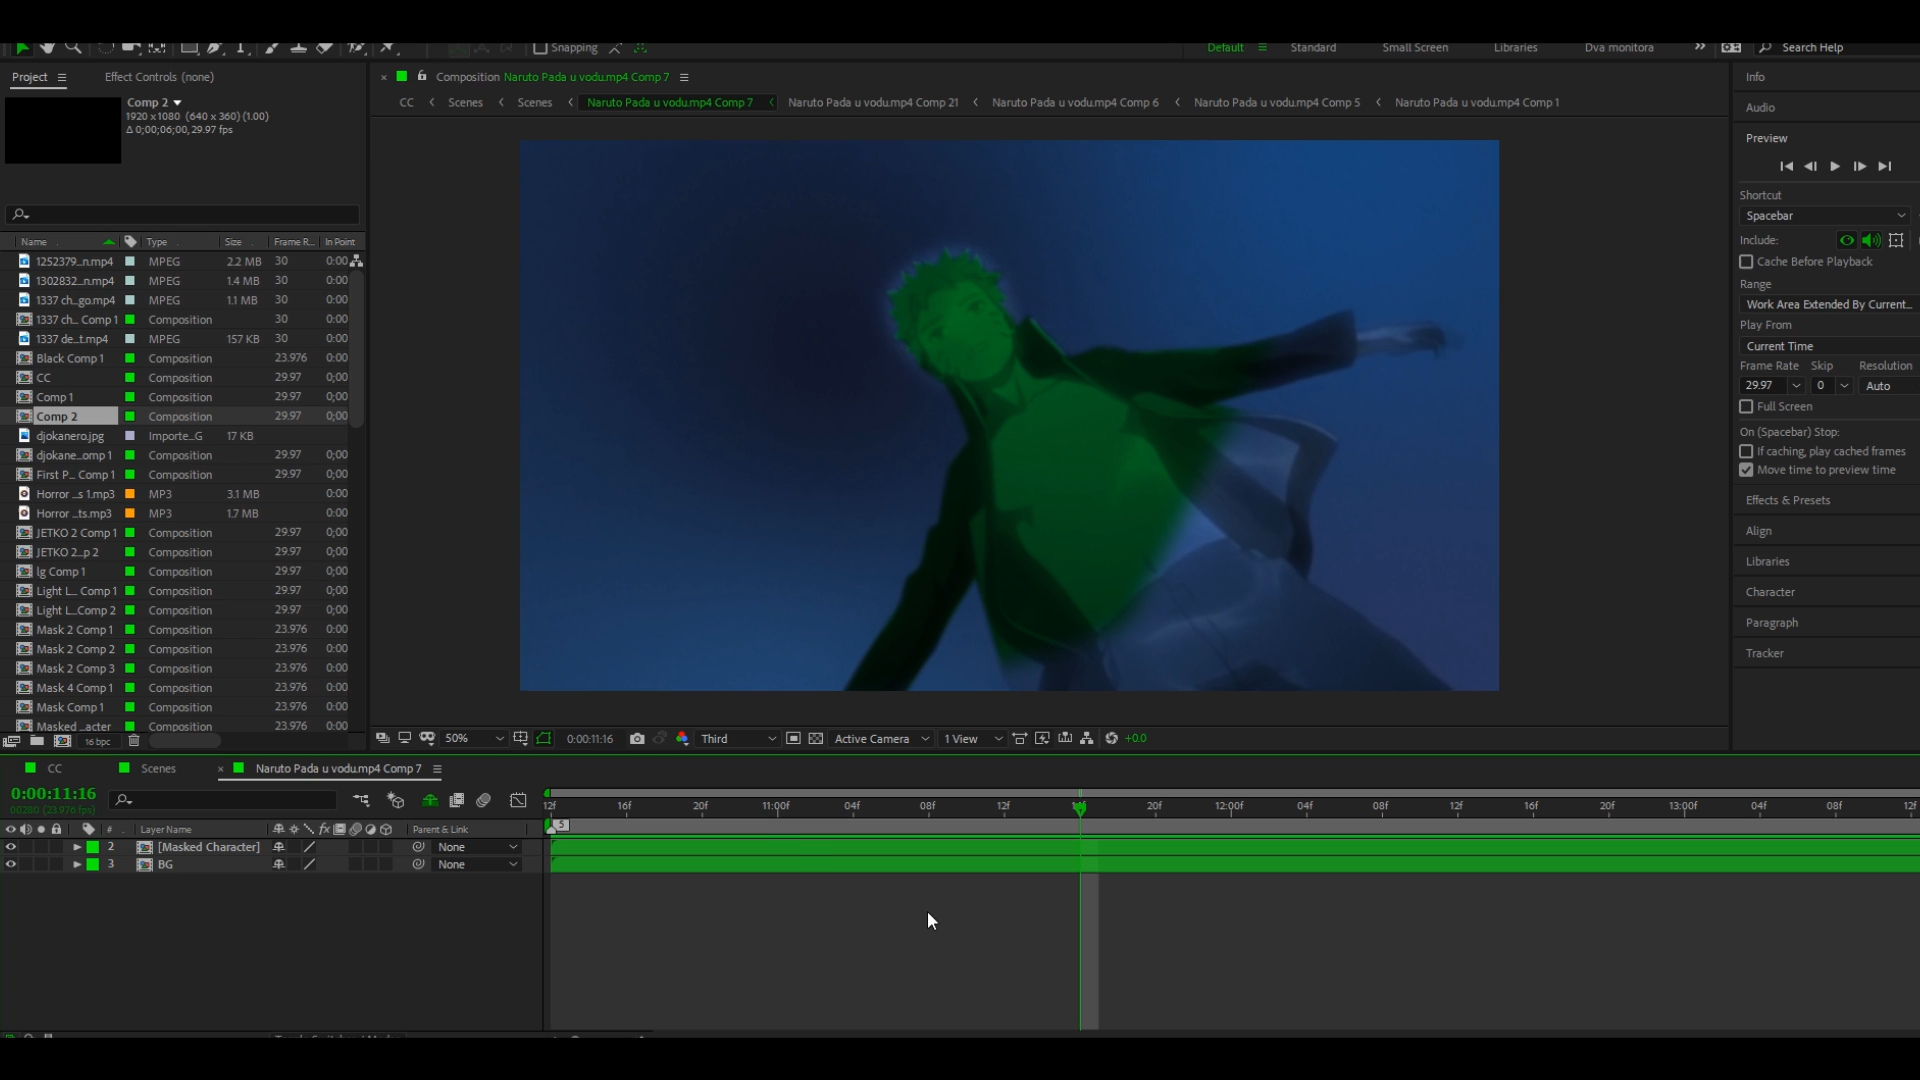 Snapping
Default
Standard
Small Screen
Libraries
Dva monitora
Search Help
Project
Effect Controls (none)
Composition Naruto Pada u vodu.mp4 Comp 7
CC
Scenes
Scenes
Naruto Pada u vodu.mp4 Comp 7
Naruto Pada u vodu.mp4 Comp 21
Naruto Pada u vodu.mp4 Comp 6
Naruto Pada u vodu.mp4 Comp 5
Naruto Pada u vodu.mp4 Comp 1
Comp 2
1920 x 1080 (640 x 360) (1.00)
Δ 0;00;06;00, 29.97 fps
Name Type Size Frame R... In Point
1252379...n.mp4 MPEG 2.2 MB 30 0:00
1302832...n.mp4 MPEG 1.4 MB 30 0:00
1337 ch...go.mp4 MPEG 1.1 MB 30 0:00
1337 ch... Comp 1 Composition 30 0:00
1337 de...t.mp4 MPEG 157 KB 30 0:00
Black Comp 1 Composition 23.976 0:00
CC Composition 29.97 0;00
Comp 1 Composition 29.97 0;00
Comp 2 Composition 29.97 0;00
djokanero.jpg Importe...G 17 KB
djokane...omp 1 Composition 29.97 0;00
First P... Comp 1 Composition 29.97 0;00
Horror ...s 1.mp3 MP3 3.1 MB 0:00
Horror ...ts.mp3 MP3 1.7 MB 0:00
JETKO 2 Comp 1 Composition 29.97 0;00
JETKO 2...p 2 Composition 29.97 0;00
lg Comp 1 Composition 29.97 0;00
Light L... Comp 1 Composition 29.97 0;00
Light L...Comp 2 Composition 29.97 0;00
Mask 2 Comp 1 Composition 23.976 0:00
Mask 2 Comp 2 Composition 23.976 0:00
Mask 2 Comp 3 Composition 23.976 0:00
Mask 4 Comp 1 Composition 23.976 0:00
Mask Comp 1 Composition 23.976 0:00
Masked ...acter Composition 23.976 0:00
16 bpc
50%
0:00:11:16
Third
Active Camera
1 View
+0.0
Info
Audio
Preview
Shortcut
Spacebar
Include:
Cache Before Playback
Range
Work Area Extended By Current...
Play From
Current Time
Frame Rate Skip Resolution
29.97 0 Auto
Full Screen
On (Spacebar) Stop:
If caching, play cached frames
Move time to preview time
Effects & Presets
Align
Libraries
Character
Paragraph
Tracker
CC
Scenes
Naruto Pada u vodu.mp4 Comp 7
0:00:11:16
00280 (23.976 fps)
12f 16f 20f 11:00f 04f 08f 12f 20f 12:00f 04f 08f 12f 16f 20f 13:00f 04f 08f 12f
# Layer Name fx Parent & Link
5
2 [Masked Character] None
3 BG None